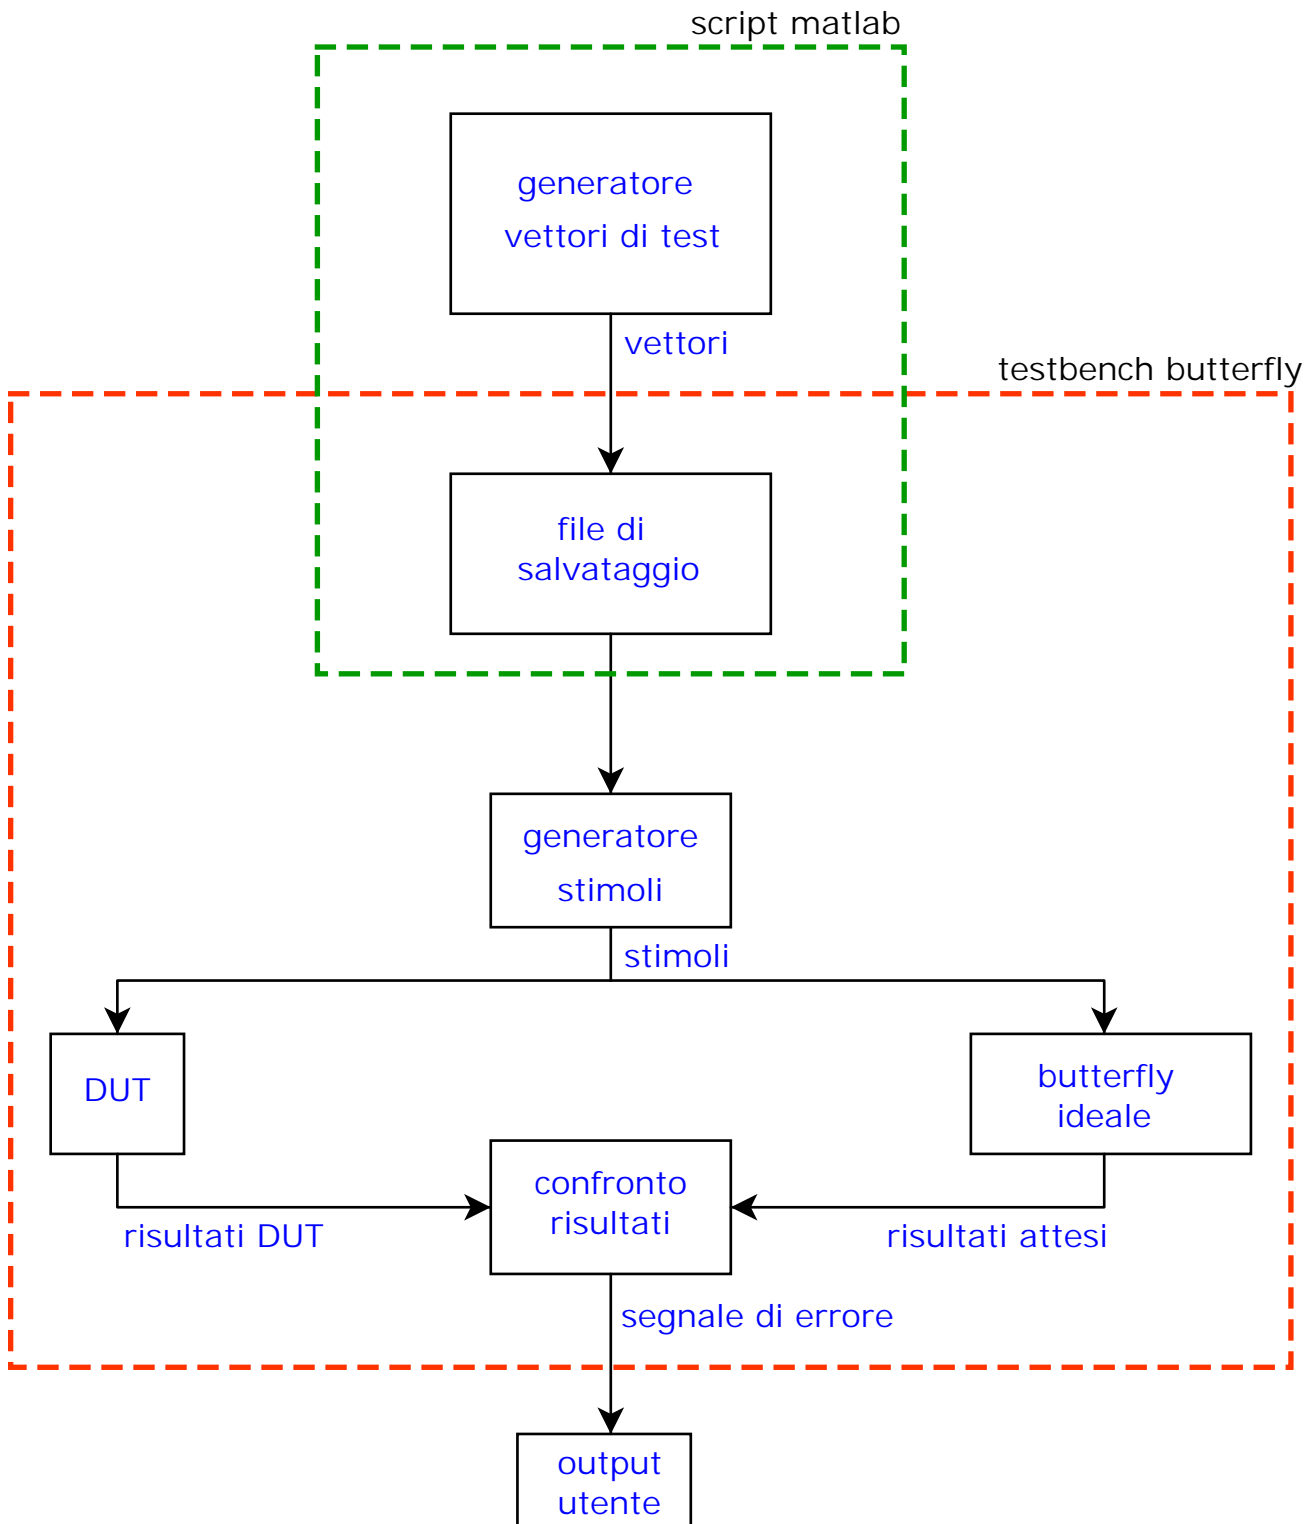 script matlab
generatore
vettori di test
vettori
testbench butterfly
file di
salvataggio
generatore
stimoli
stimoli
DUT
butterfly
ideale
confronto
risultati
risultati DUT
risultati attesi
segnale di errore
output
utente